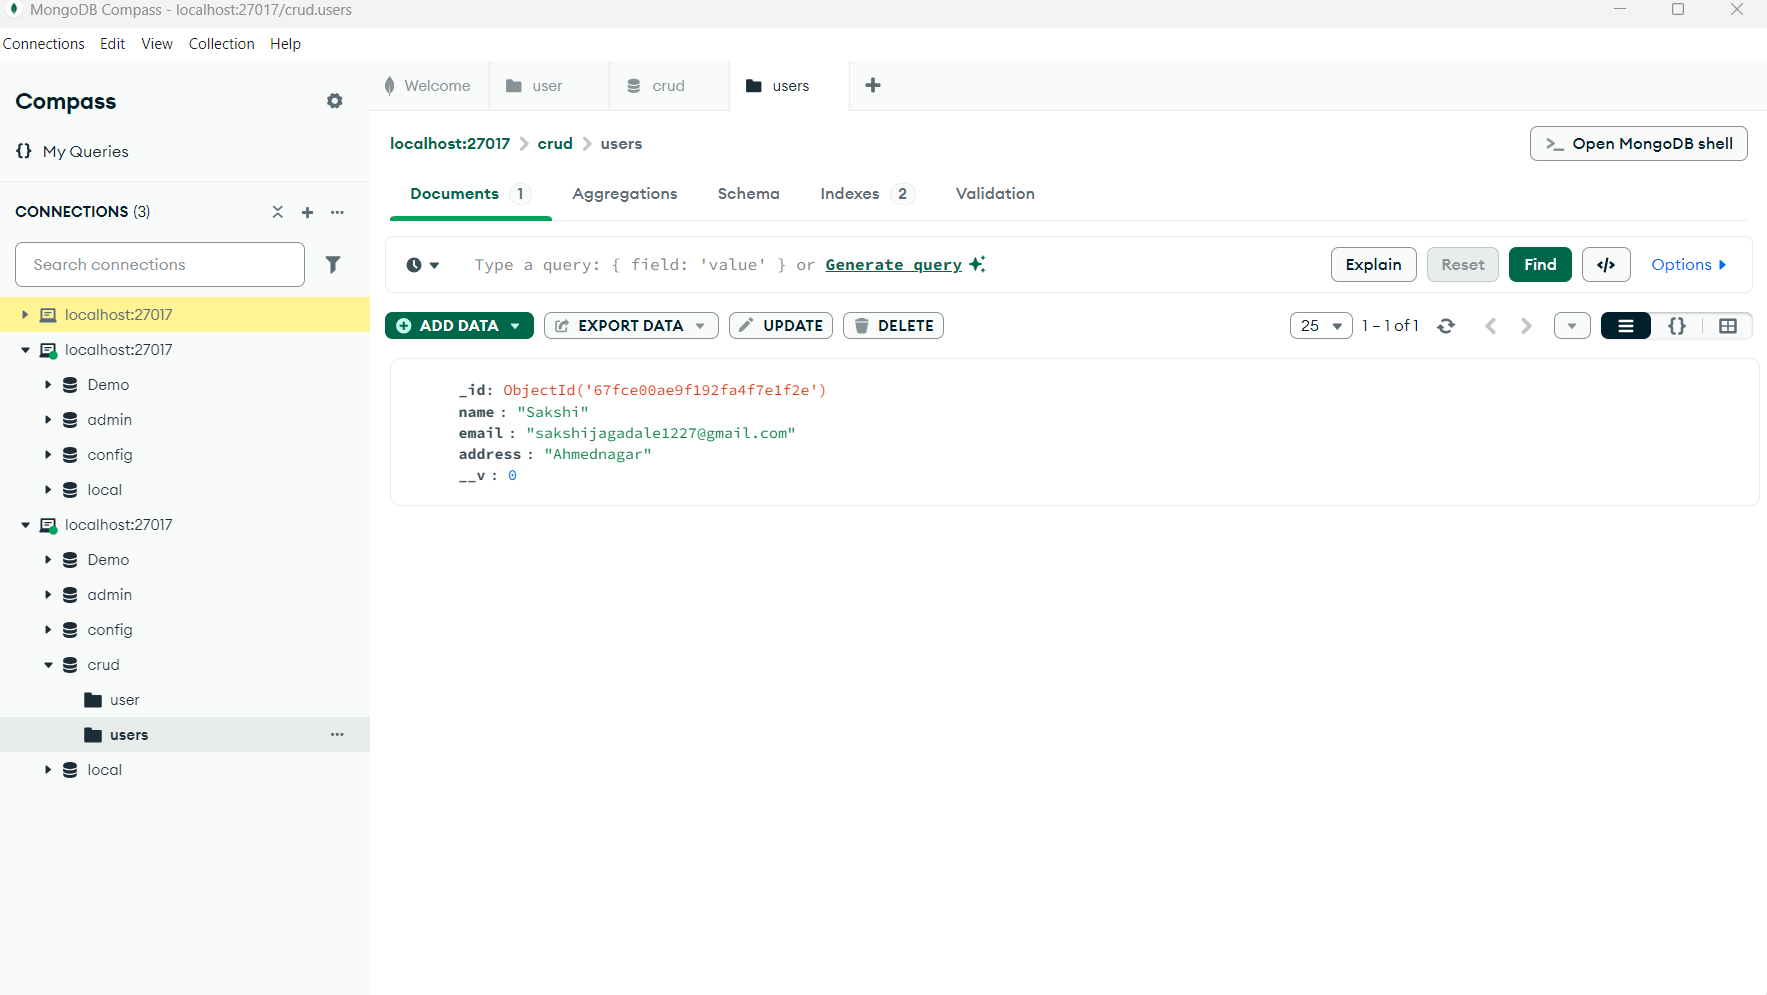 MongoDB Compass - localhost:27017/crud.users
Connections Edit View Collection Help
Compass
{} My Queries
CONNECTIONS (3)
Search connections
localhost:27017
localhost:27017
Demo
admin
config
local
localhost:27017
Demo
admin
config
crud
user
users
local
Welcome user crud users
localhost:27017 > crud > users
>_ Open MongoDB shell
Documents 1 Aggregations Schema Indexes 2 Validation
Type a query: { field: 'value' } or Generate query
Explain Reset Find </> Options
ADD DATA EXPORT DATA UPDATE DELETE
25 1 – 1 of 1 {}
_id: ObjectId('67fce00ae9f192fa4f7e1f2e')
name : "Sakshi"
email : "sakshijagadale1227@gmail.com"
address : "Ahmednagar"
__v : 0